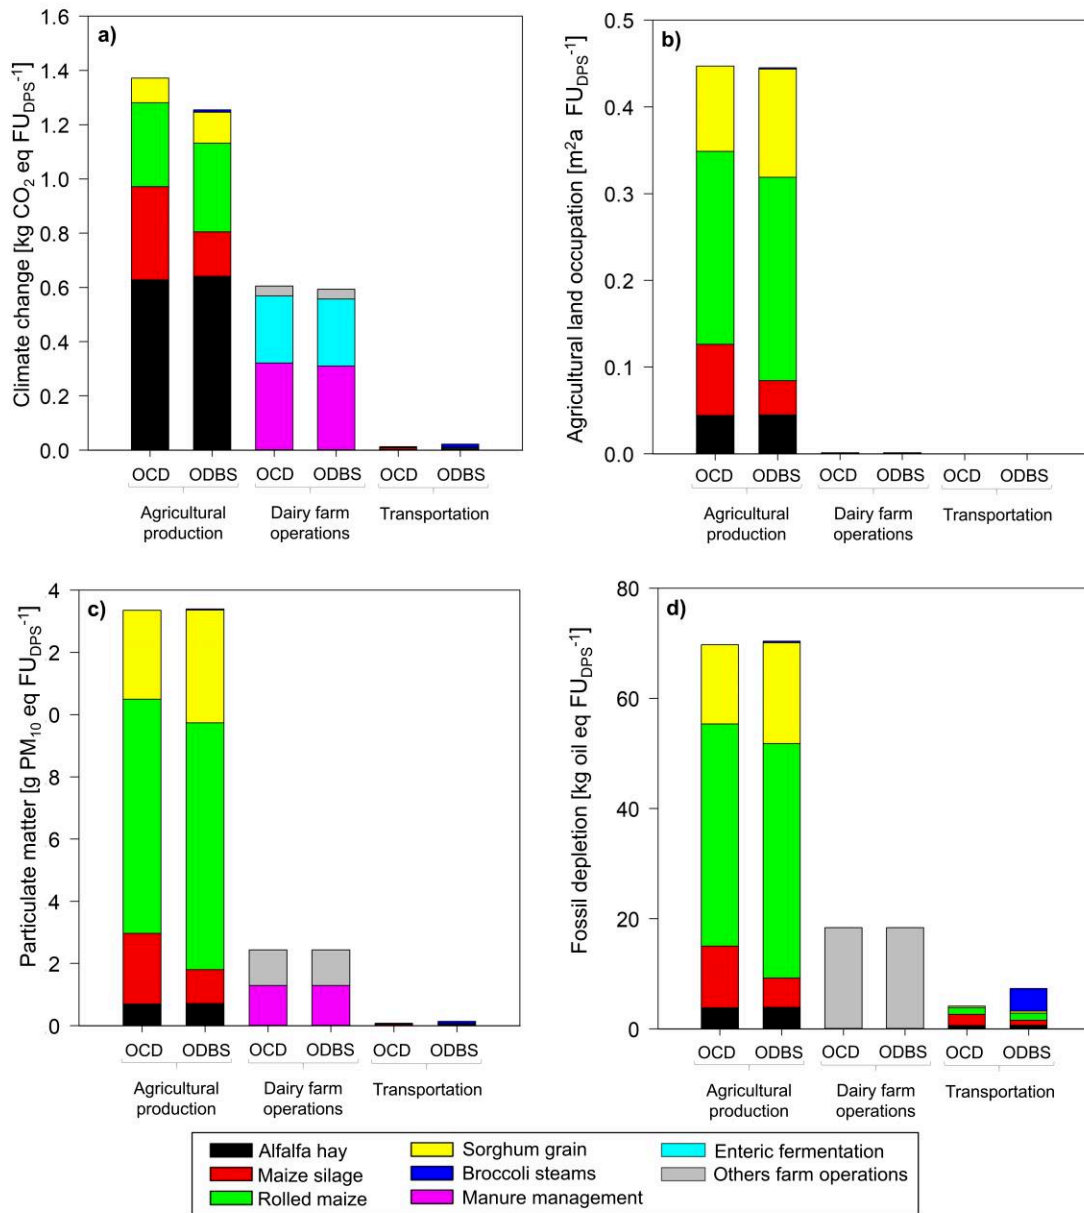 a)
Climate change [kg CO2 eq FUDPS-1]
1.6
1.4
1.2
1.0
0.8
0.6
0.4
0.2
0.0
OCD ODBS OCD ODBS OCD ODBS
Agricultural production
Dairy farm operations
Transportation
b)
Agricultural land occupation [m2a FUDPS-1]
0.5
0.4
0.3
0.2
0.1
0.0
OCD ODBS OCD ODBS OCD ODBS
Agricultural production
Dairy farm operations
Transportation
c)
Particulate matter [g PM10 eq FUDPS-1]
4
2
0
8
6
4
2
0
OCD ODBS OCD ODBS OCD ODBS
Agricultural production
Dairy farm operations
Transportation
d)
Fossil depletion [kg oil eq FUDPS-1]
80
60
40
20
0
OCD ODBS OCD ODBS OCD ODBS
Agricultural production
Dairy farm operations
Transportation
Alfalfa hay
Maize silage
Rolled maize
Sorghum grain
Broccoli steams
Manure management
Enteric fermentation
Others farm operations